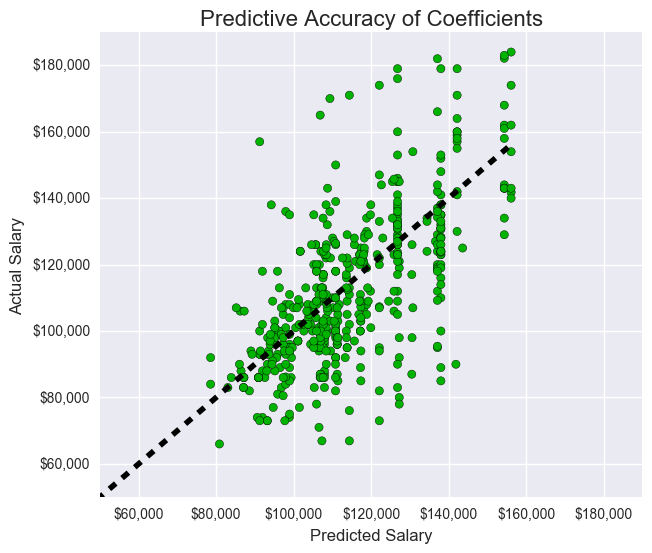 Predictive Accuracy of Coefficients
$180,000
$160,000
$140,000
$120,000
$100,000
$80,000
$60,000
Actual Salary
$60,000 $80,000 $100,000 $120,000 $140,000 $160,000 $180,000
Predicted Salary